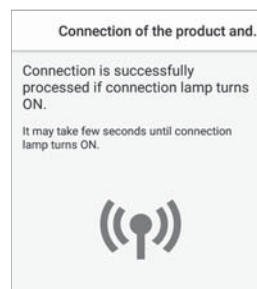 Connection of the product and.
Connection is successfully
processed if connection lamp turns
ON.
It may take few seconds until connection
lamp turns ON.